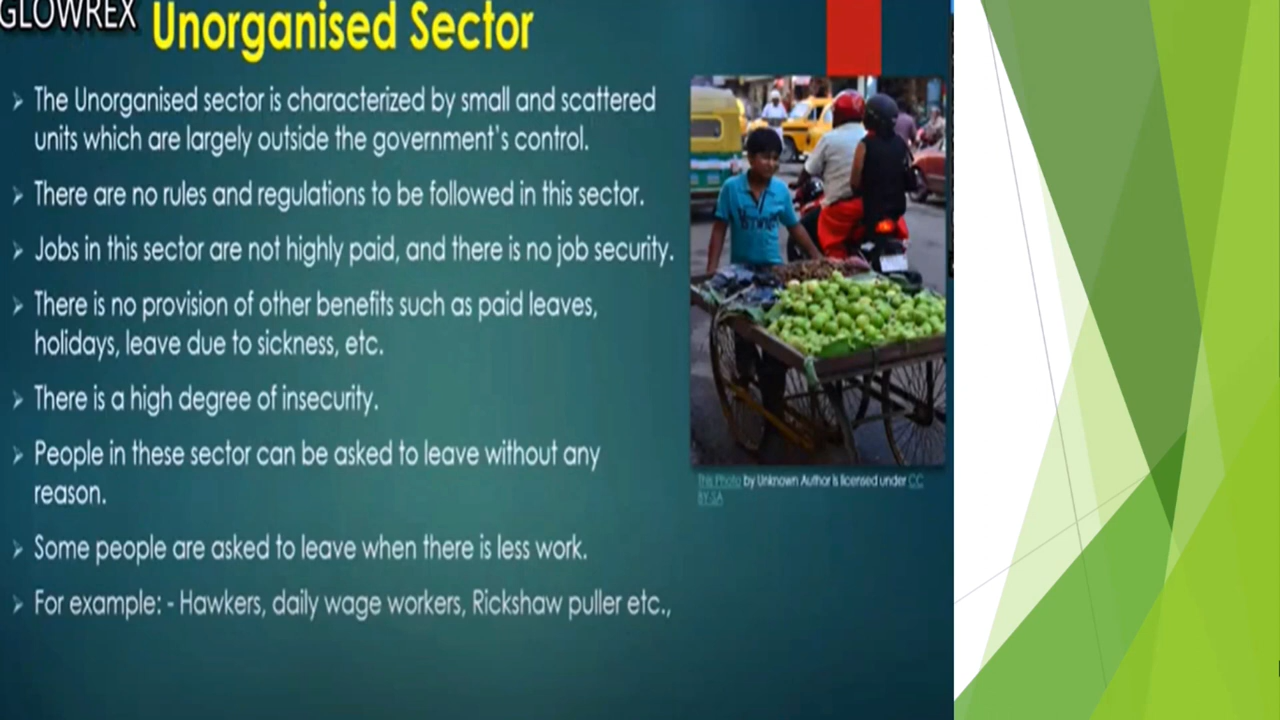 GLOWREX
Unorganised Sector
➢ The Unorganised sector is characterized by small and scattered
units which are largely outside the government's control.
➢ There are no rules and regulations to be followed in this sector.
➢ Jobs in this sector are not highly paid, and there is no job security.
➢ There is no provision of other benefits such as paid leaves,
holidays, leave due to sickness, etc.
➢ There is a high degree of insecurity.
➢ People in these sector can be asked to leave without any
reason.
➢ Some people are asked to leave when there is less work.
➢ For example: - Hawkers, daily wage workers, Rickshaw puller etc.,
This Photo by Unknown Author is licensed under CC
BY-SA